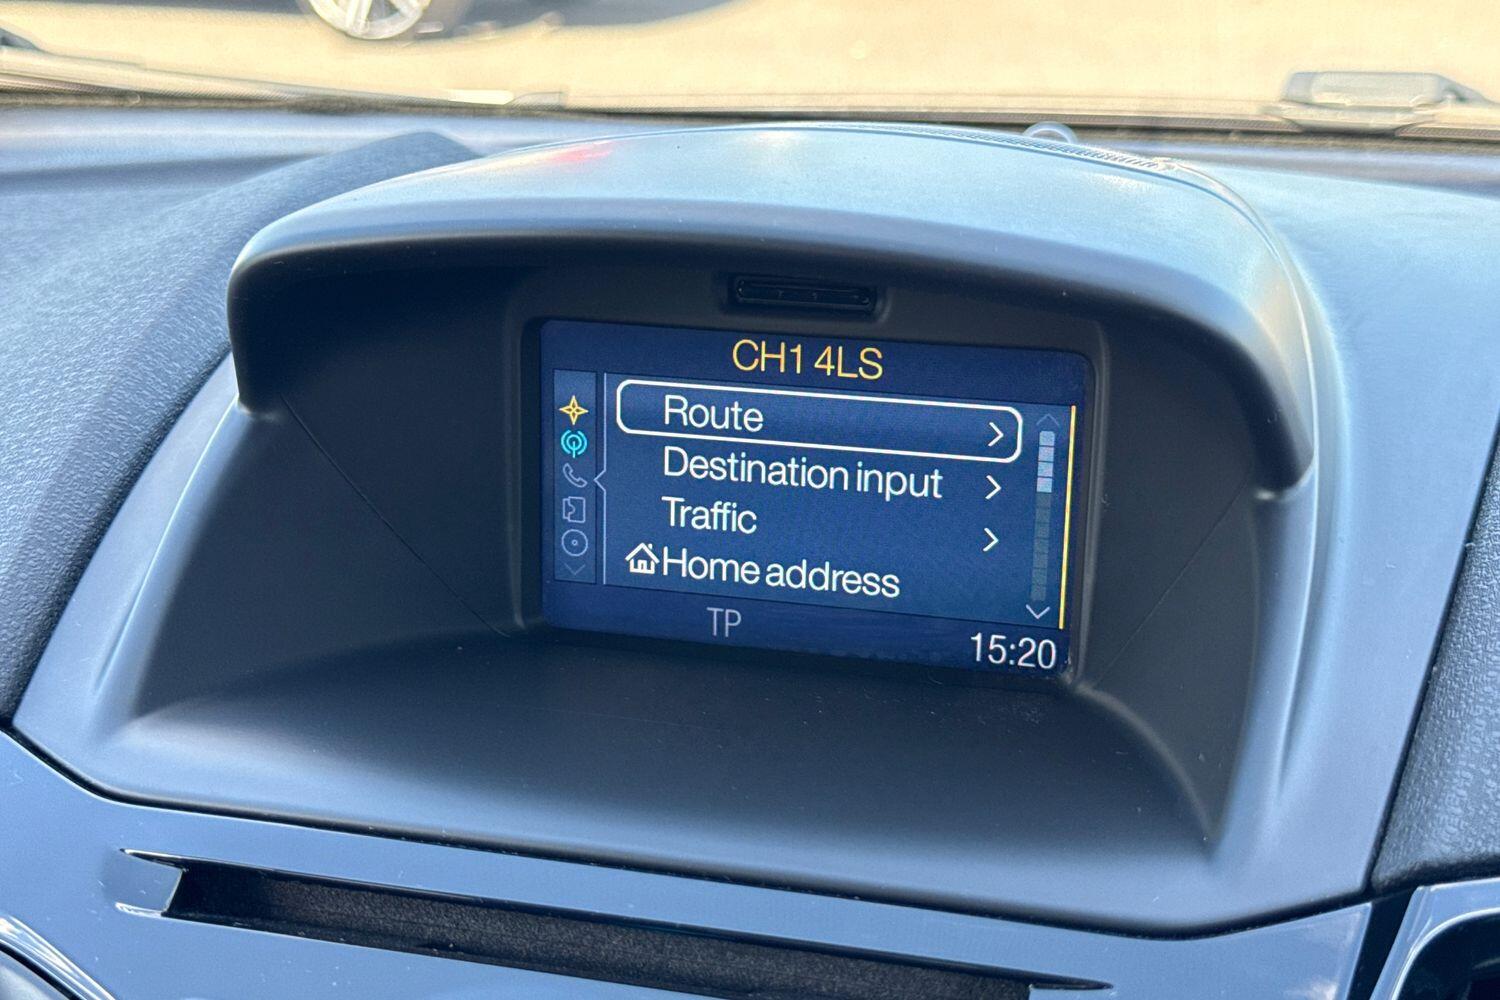 CH1 4LS
Route
Destination input
Traffic
Home address
TP
15:20